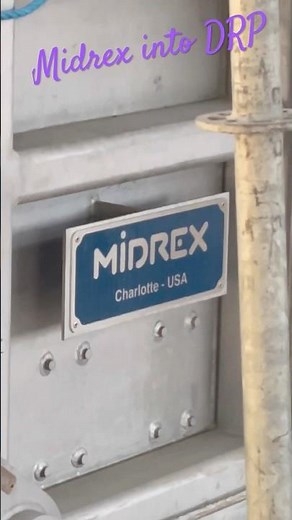 Midrex into DRP
MiDREX
Charlotte - USA